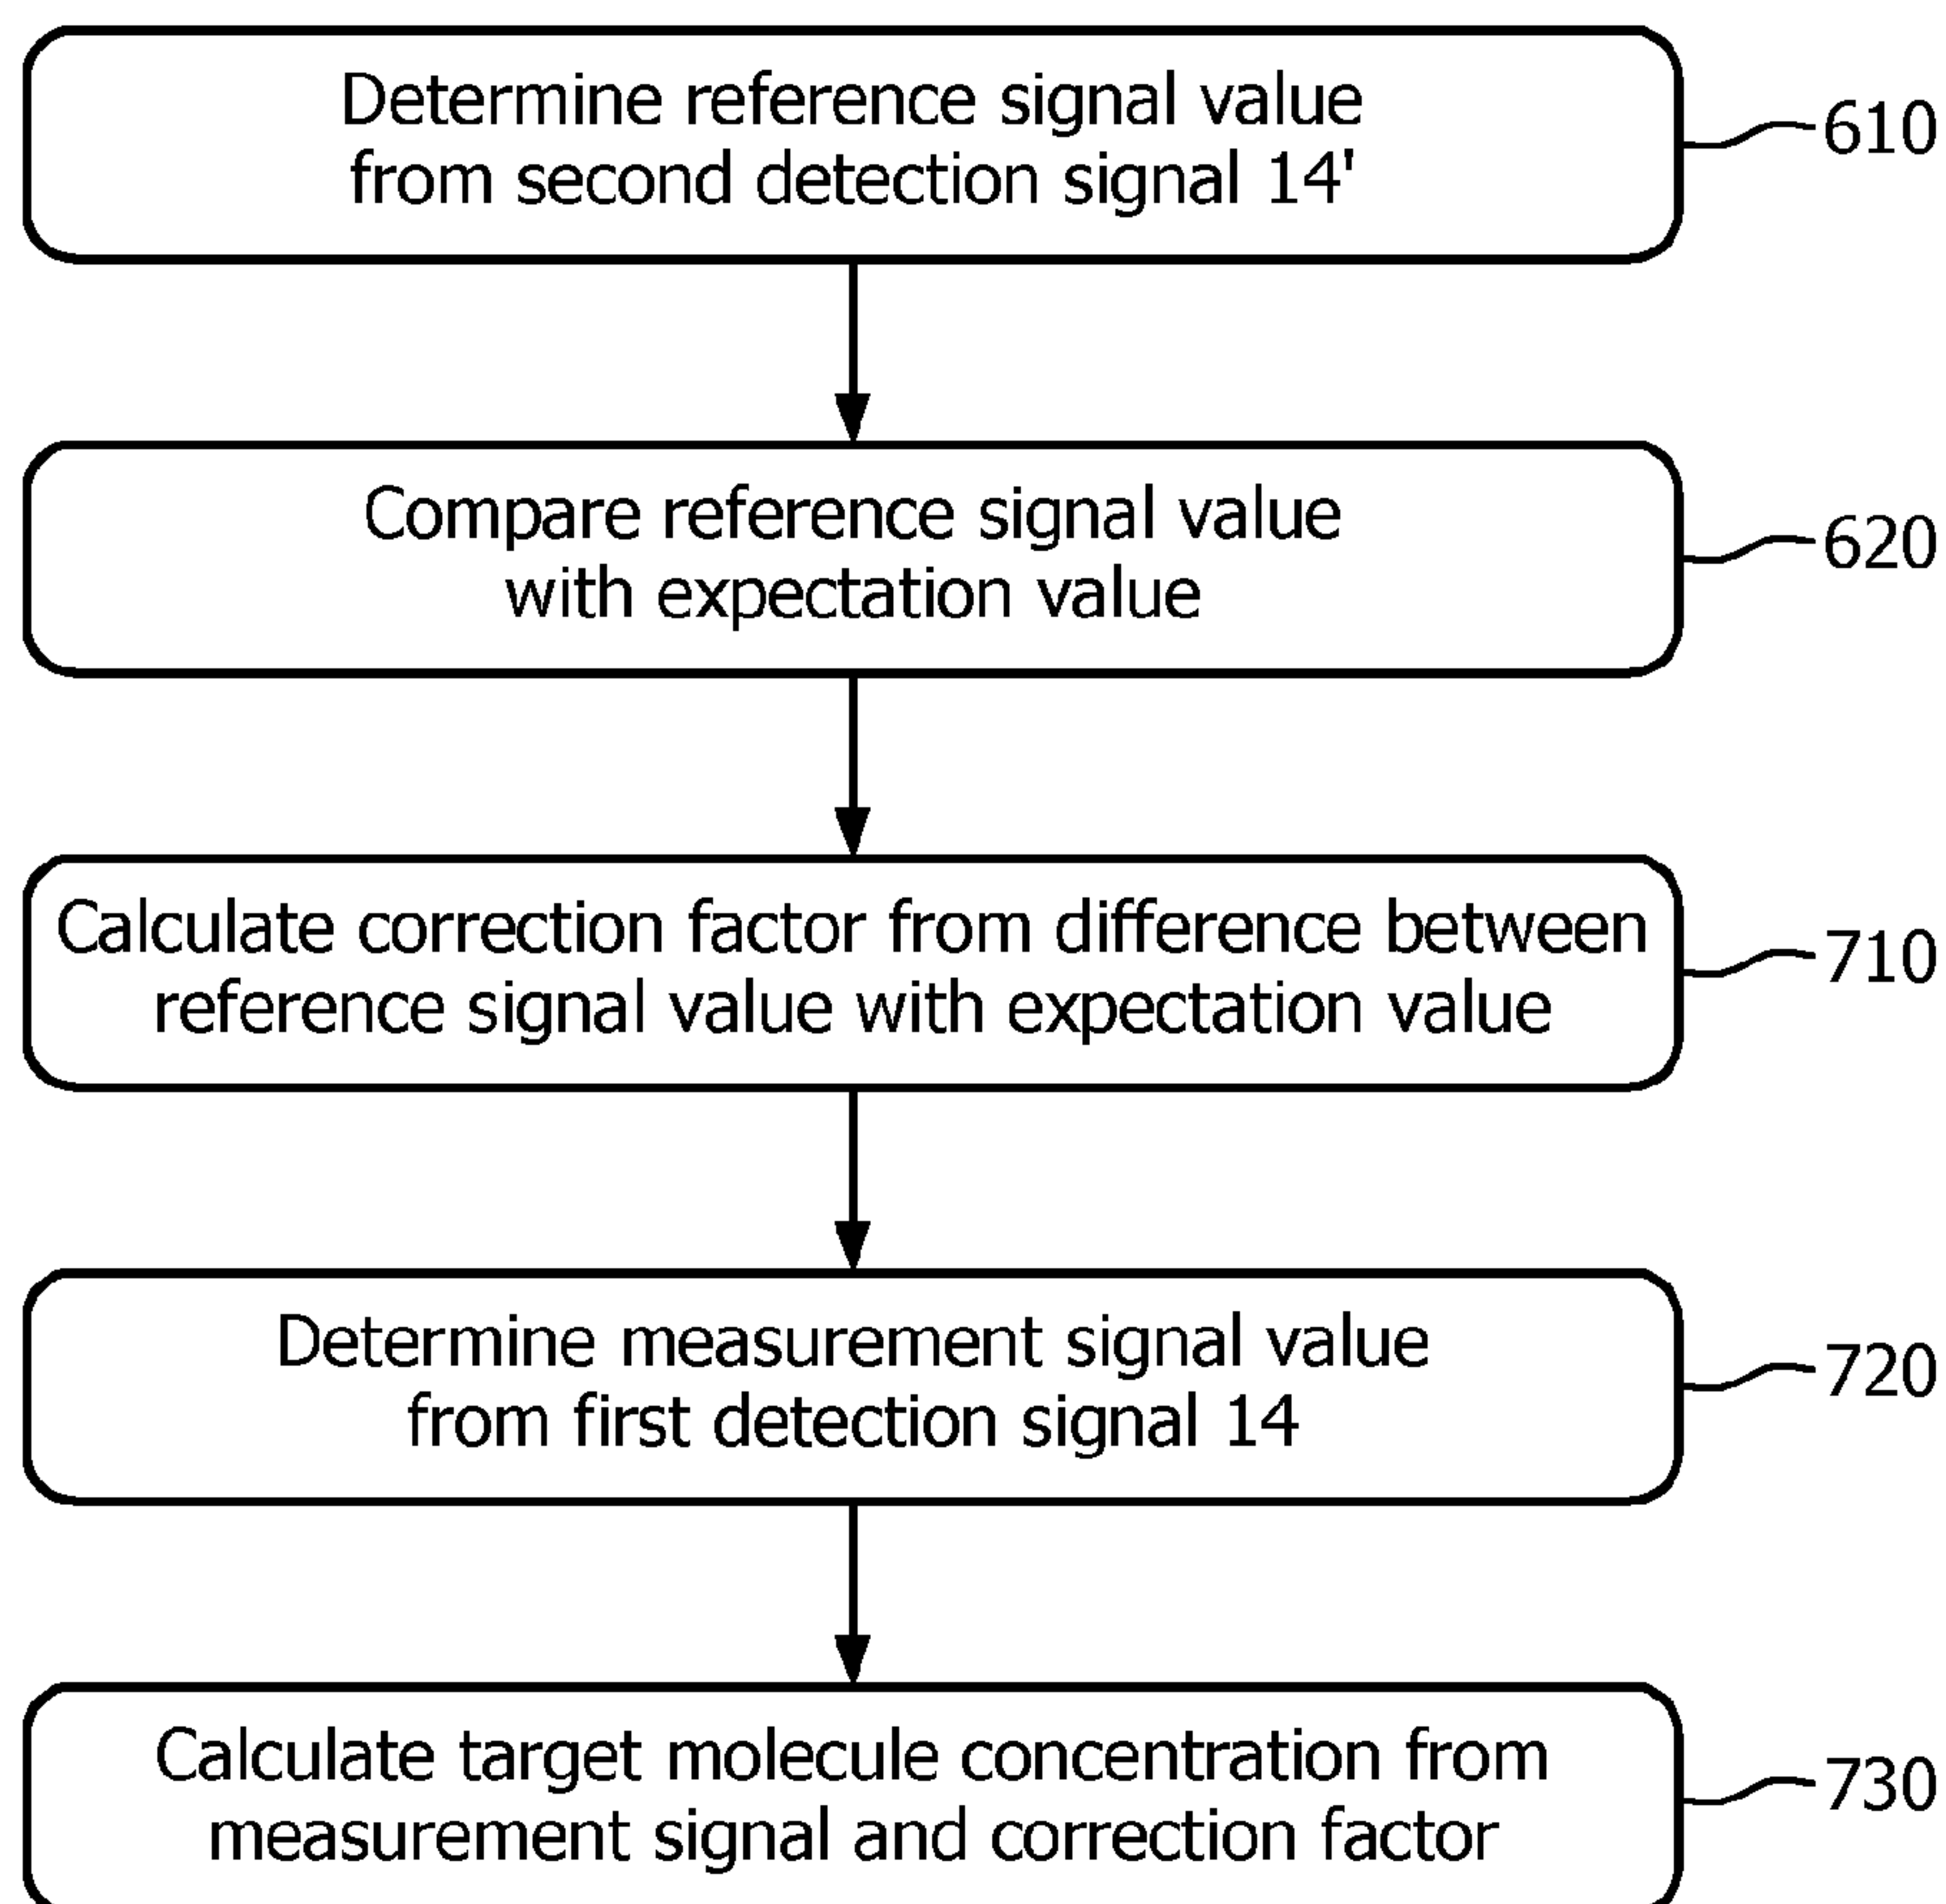 Determine reference signal value
from second detection signal 14'
610
Compare reference signal value
with expectation value
620
Calculate correction factor from difference between
reference signal value with expectation value
710
Determine measurement signal value
from first detection signal 14
720
Calculate target molecule concentration from
measurement signal and correction factor
730